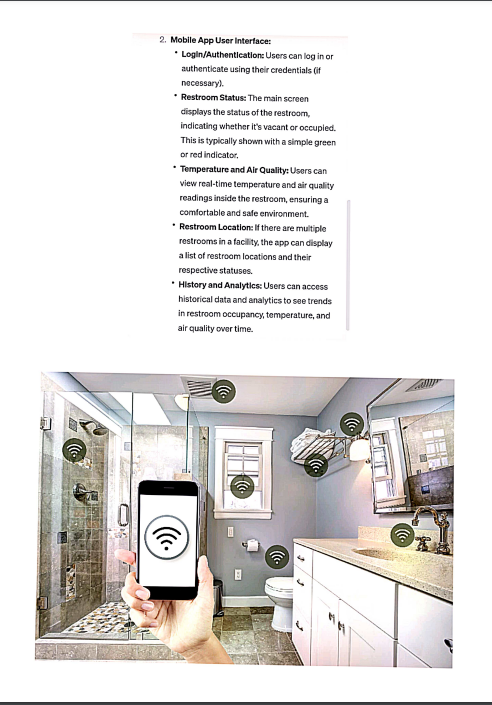 2. Mobile App User Interface:
• Login/Authentication: Users can log in or
authenticate using their credentials (if
necessary).
• Restroom Status: The main screen
displays the status of the restroom,
indicating whether it's vacant or occupied.
This is typically shown with a simple green
or red indicator.
• Temperature and Air Quality: Users can
view real-time temperature and air quality
readings inside the restroom, ensuring a
comfortable and safe environment.
• Restroom Location: If there are multiple
restrooms in a facility, the app can display
a list of restroom locations and their
respective statuses.
• History and Analytics: Users can access
historical data and analytics to see trends
in restroom occupancy, temperature, and
air quality over time.